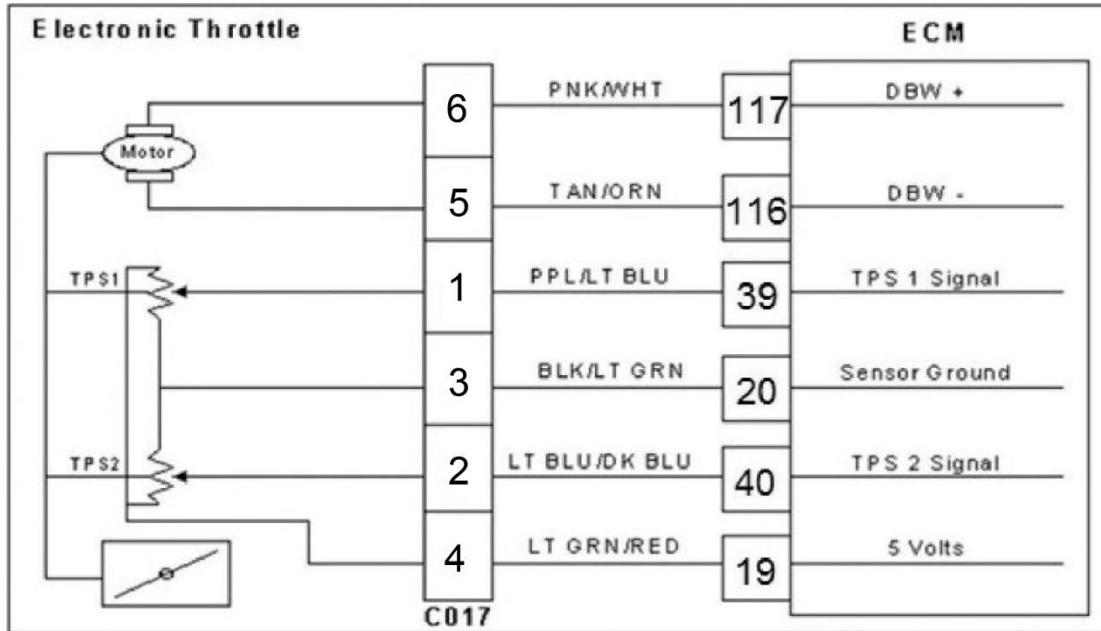 Electronic Throttle
ECM
6 PNK/WHT 117 DBW +
Motor
5 TAN/ORN 116 DBW -
TPS1 1 PPL/LT BLU 39 TPS 1 Signal
3 BLK/LT GRN 20 Sensor Ground
TPS2 2 LT BLU/DK BLU 40 TPS 2 Signal
4 LT GRN/RED 19 5 Volts
C017